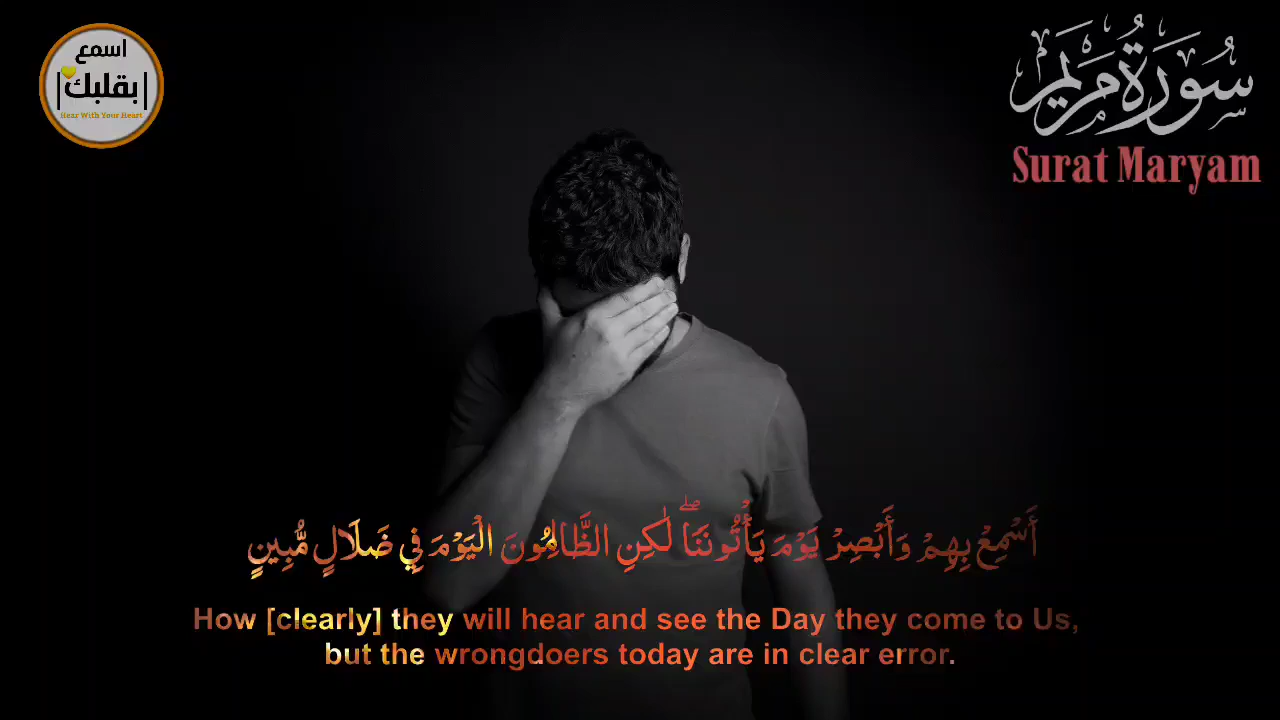 اسمع
بقلبك
Hear With Your Heart
سُورَةُ مَرْيَم
Surat Maryam
أَسْمِعْ بِهِمْ وَأَبْصِرْ يَوْمَ يَأْتُونَنَا ۖ لَٰكِنِ الظَّالِمُونَ الْيَوْمَ فِي ضَلَالٍ مُّبِينٍ
How [clearly] they will hear and see the Day they come to Us,
but the wrongdoers today are in clear error.